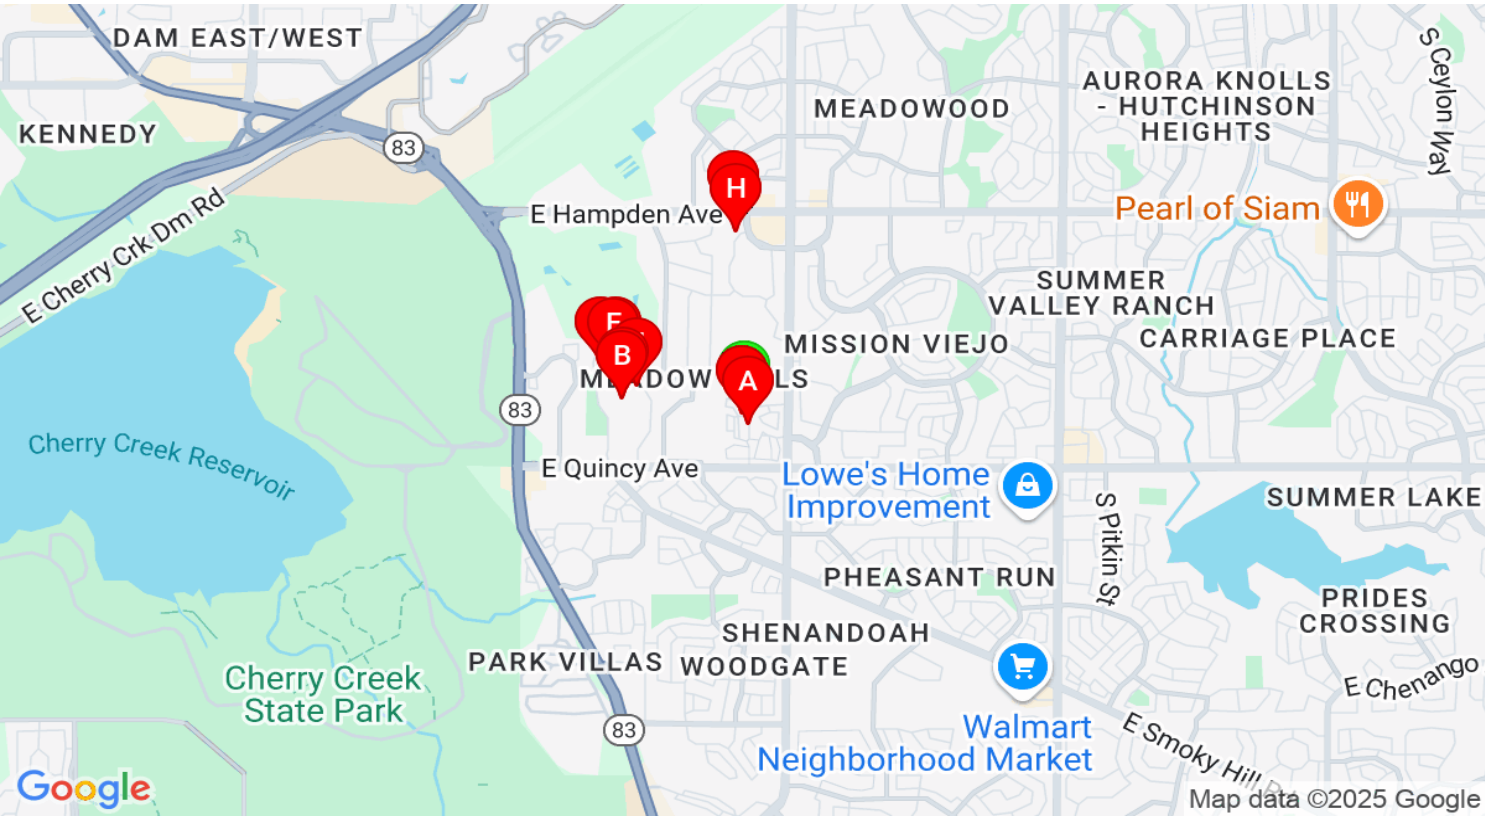 DAM EAST/WEST
S Ceylon Way
AURORA KNOLLS
- HUTCHINSON
HEIGHTS
MEADOWOOD
KENNEDY
83
H
E Hampden Ave
Pearl of Siam
E Cherry Crk Dm Rd
SUMMER
VALLEY RANCH
CARRIAGE PLACE
MISSION VIEJO
B
A
83
Cherry Creek Reservoir
E Quincy Ave
Lowe's Home
Improvement
S Pitkin St
SUMMER LAKE
PHEASANT RUN
PRIDES
CROSSING
SHENANDOAH
PARK VILLAS
WOODGATE
Cherry Creek
State Park
E Chenango
83
Walmart
Neighborhood Market
E Smoky Hill
Google
Map data ©2025 Google